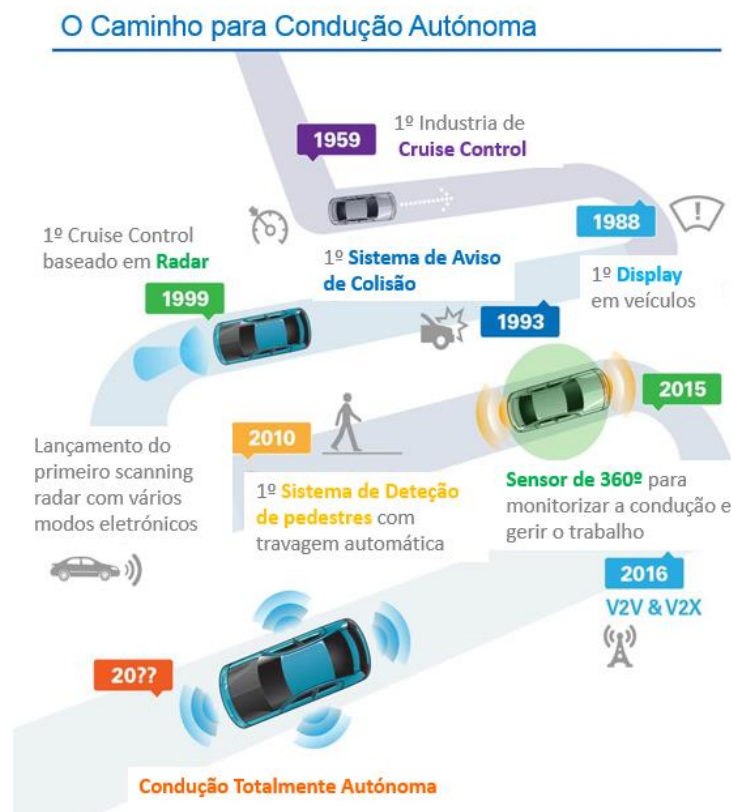 O Caminho para Condução Autónoma
1959
1º Industria de
Cruise Control
1988
1º Display
em veículos
1º Sistema de Aviso
de Colisão
1993
1º Cruise Control
baseado em Radar
1999
Lançamento do
primeiro scanning
radar com vários
modos eletrónicos
2010
1º Sistema de Deteção
de pedestres com
travagem automática
2015
Sensor de 360º para
monitorizar a condução e
gerir o trabalho
2016
V2V & V2X
20??
Condução Totalmente Autónoma